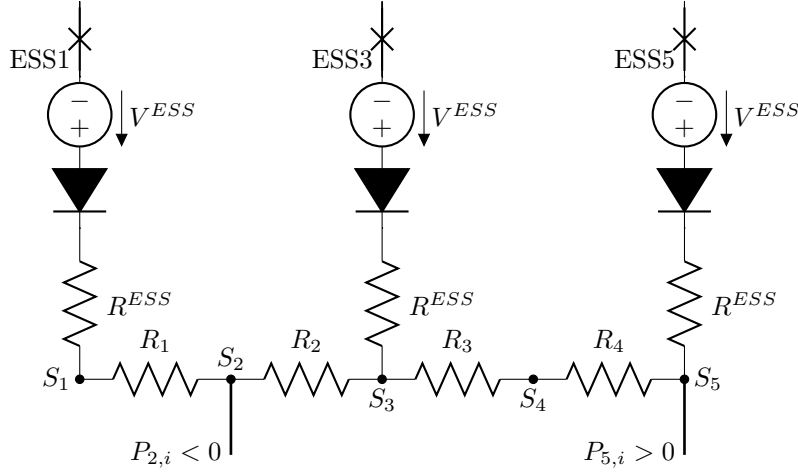 ESS1 ESS3 ESS5
− − −
V^{ESS} V^{ESS} V^{ESS}
+ + +
R^{ESS} R^{ESS} R^{ESS}
R_1 S_2 R_2 R_3 R_4
S_1 S_3 S_4 S_5
P_{2,i} < 0 P_{5,i} > 0